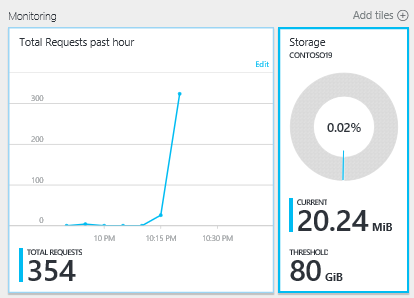 Monitoring
Add tiles
Total Requests past hour
Edit
300
200
100
0
10 PM
10:15 PM
10:30 PM
TOTAL REQUESTS
354
Storage
CONTOSO19
0.02%
CURRENT
20.24 MiB
THRESHOLD
80 GiB